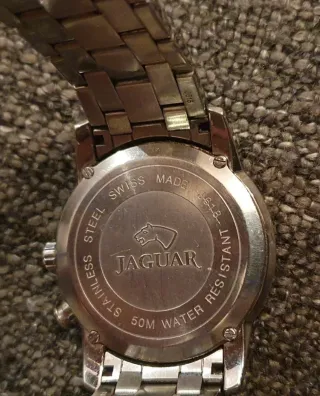 JAGUAR
STAINLESS STEEL SWISS MADE
50M WATER RESISTANT